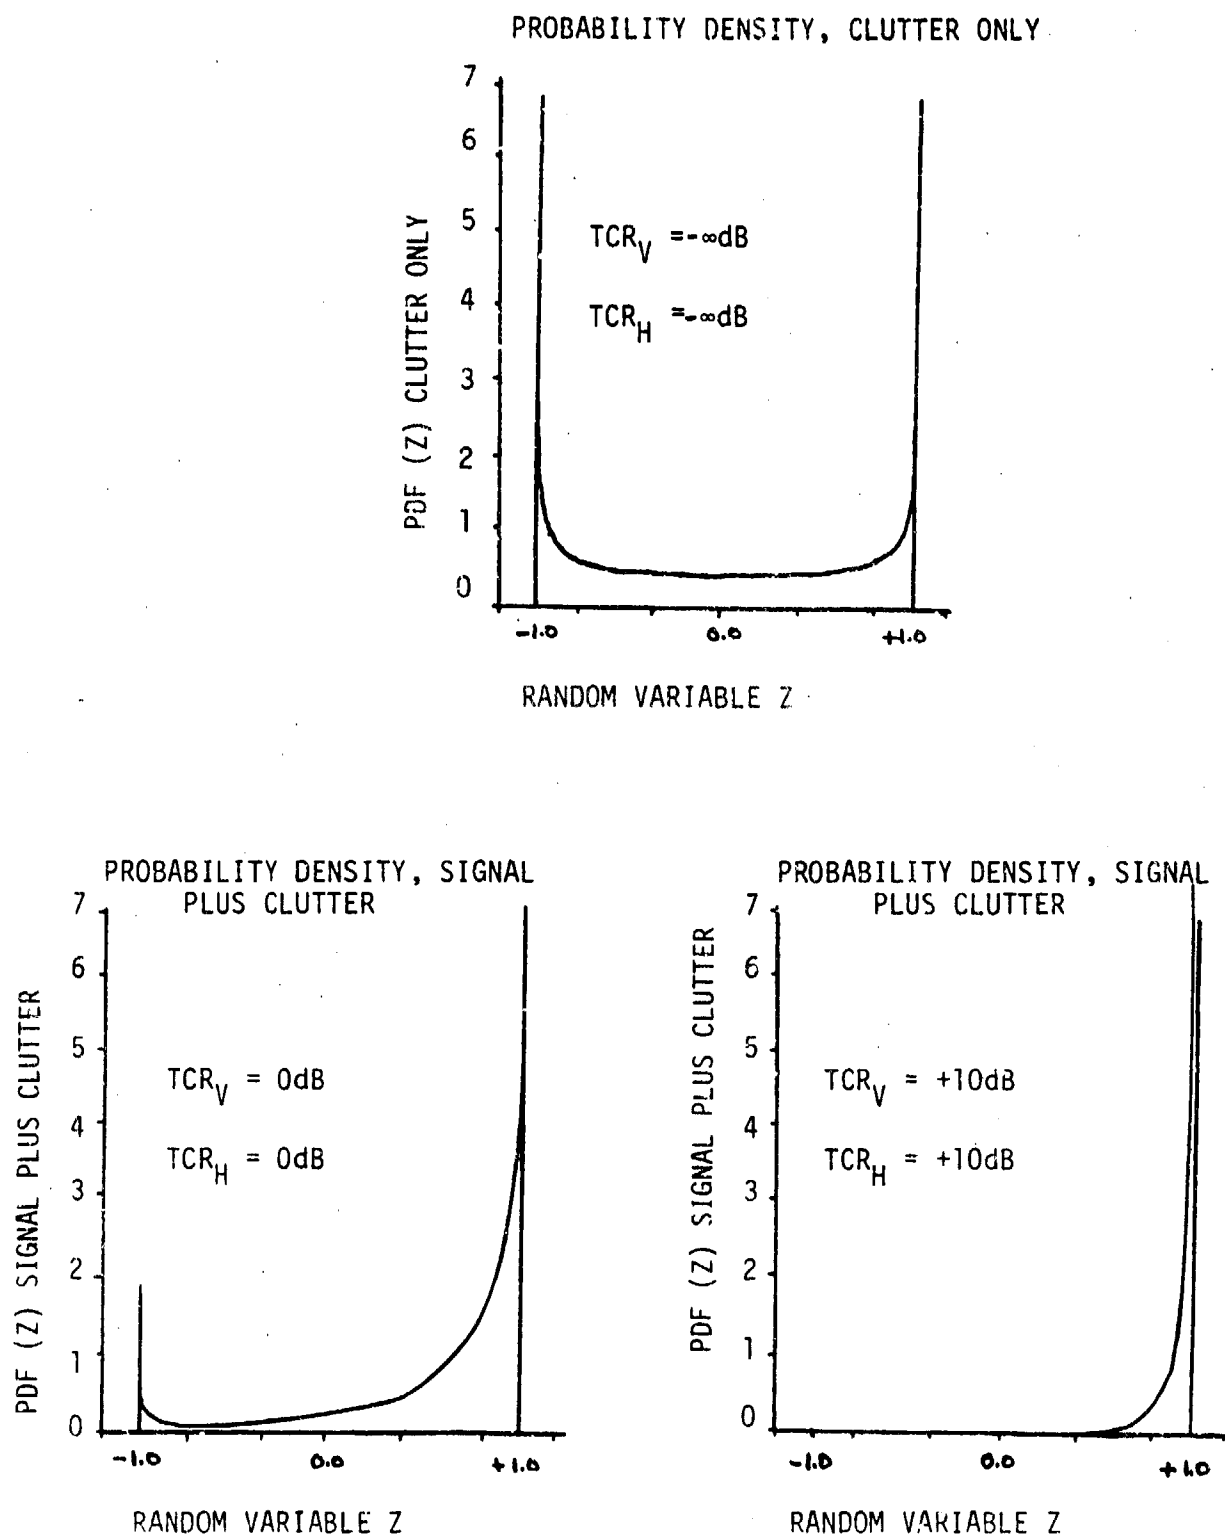 PROBABILITY DENSITY, CLUTTER ONLY
7
6
5
4
3
2
1
0
PDF (Z) CLUTTER ONLY
TCR_V =-∞dB
TCR_H =-∞dB
-1.0 0.0 +1.0
RANDOM VARIABLE Z
PROBABILITY DENSITY, SIGNAL
PLUS CLUTTER
7
6
5
4
3
2
1
0
PDF (Z) SIGNAL PLUS CLUTTER
TCR_V = 0dB
TCR_H = 0dB
-1.0 0.0 +1.0
RANDOM VARIABLE Z
PROBABILITY DENSITY, SIGNAL
PLUS CLUTTER
7
6
5
4
3
2
1
0
PDF (Z) SIGNAL PLUS CLUTTER
TCR_V = +10dB
TCR_H = +10dB
-1.0 0.0 +1.0
RANDOM VARIABLE Z